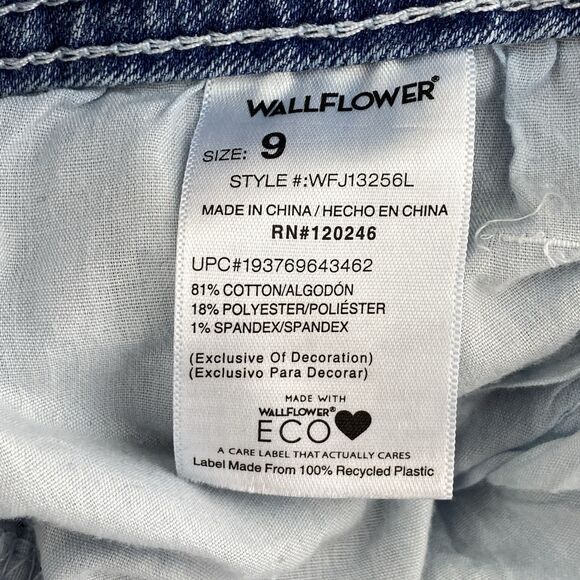 WALLFLOWER®
SIZE: 9
STYLE #:WFJ13256L
MADE IN CHINA / HECHO EN CHINA
RN#120246
UPC#193769643462
81% COTTON/ALGODÓN
18% POLYESTER/POLIÉSTER
1% SPANDEX/SPANDEX
(Exclusive Of Decoration)
(Exclusivo Para Decorar)
MADE WITH
WALLFLOWER®
ECO
A CARE LABEL THAT ACTUALLY CARES
Label Made From 100% Recycled Plastic